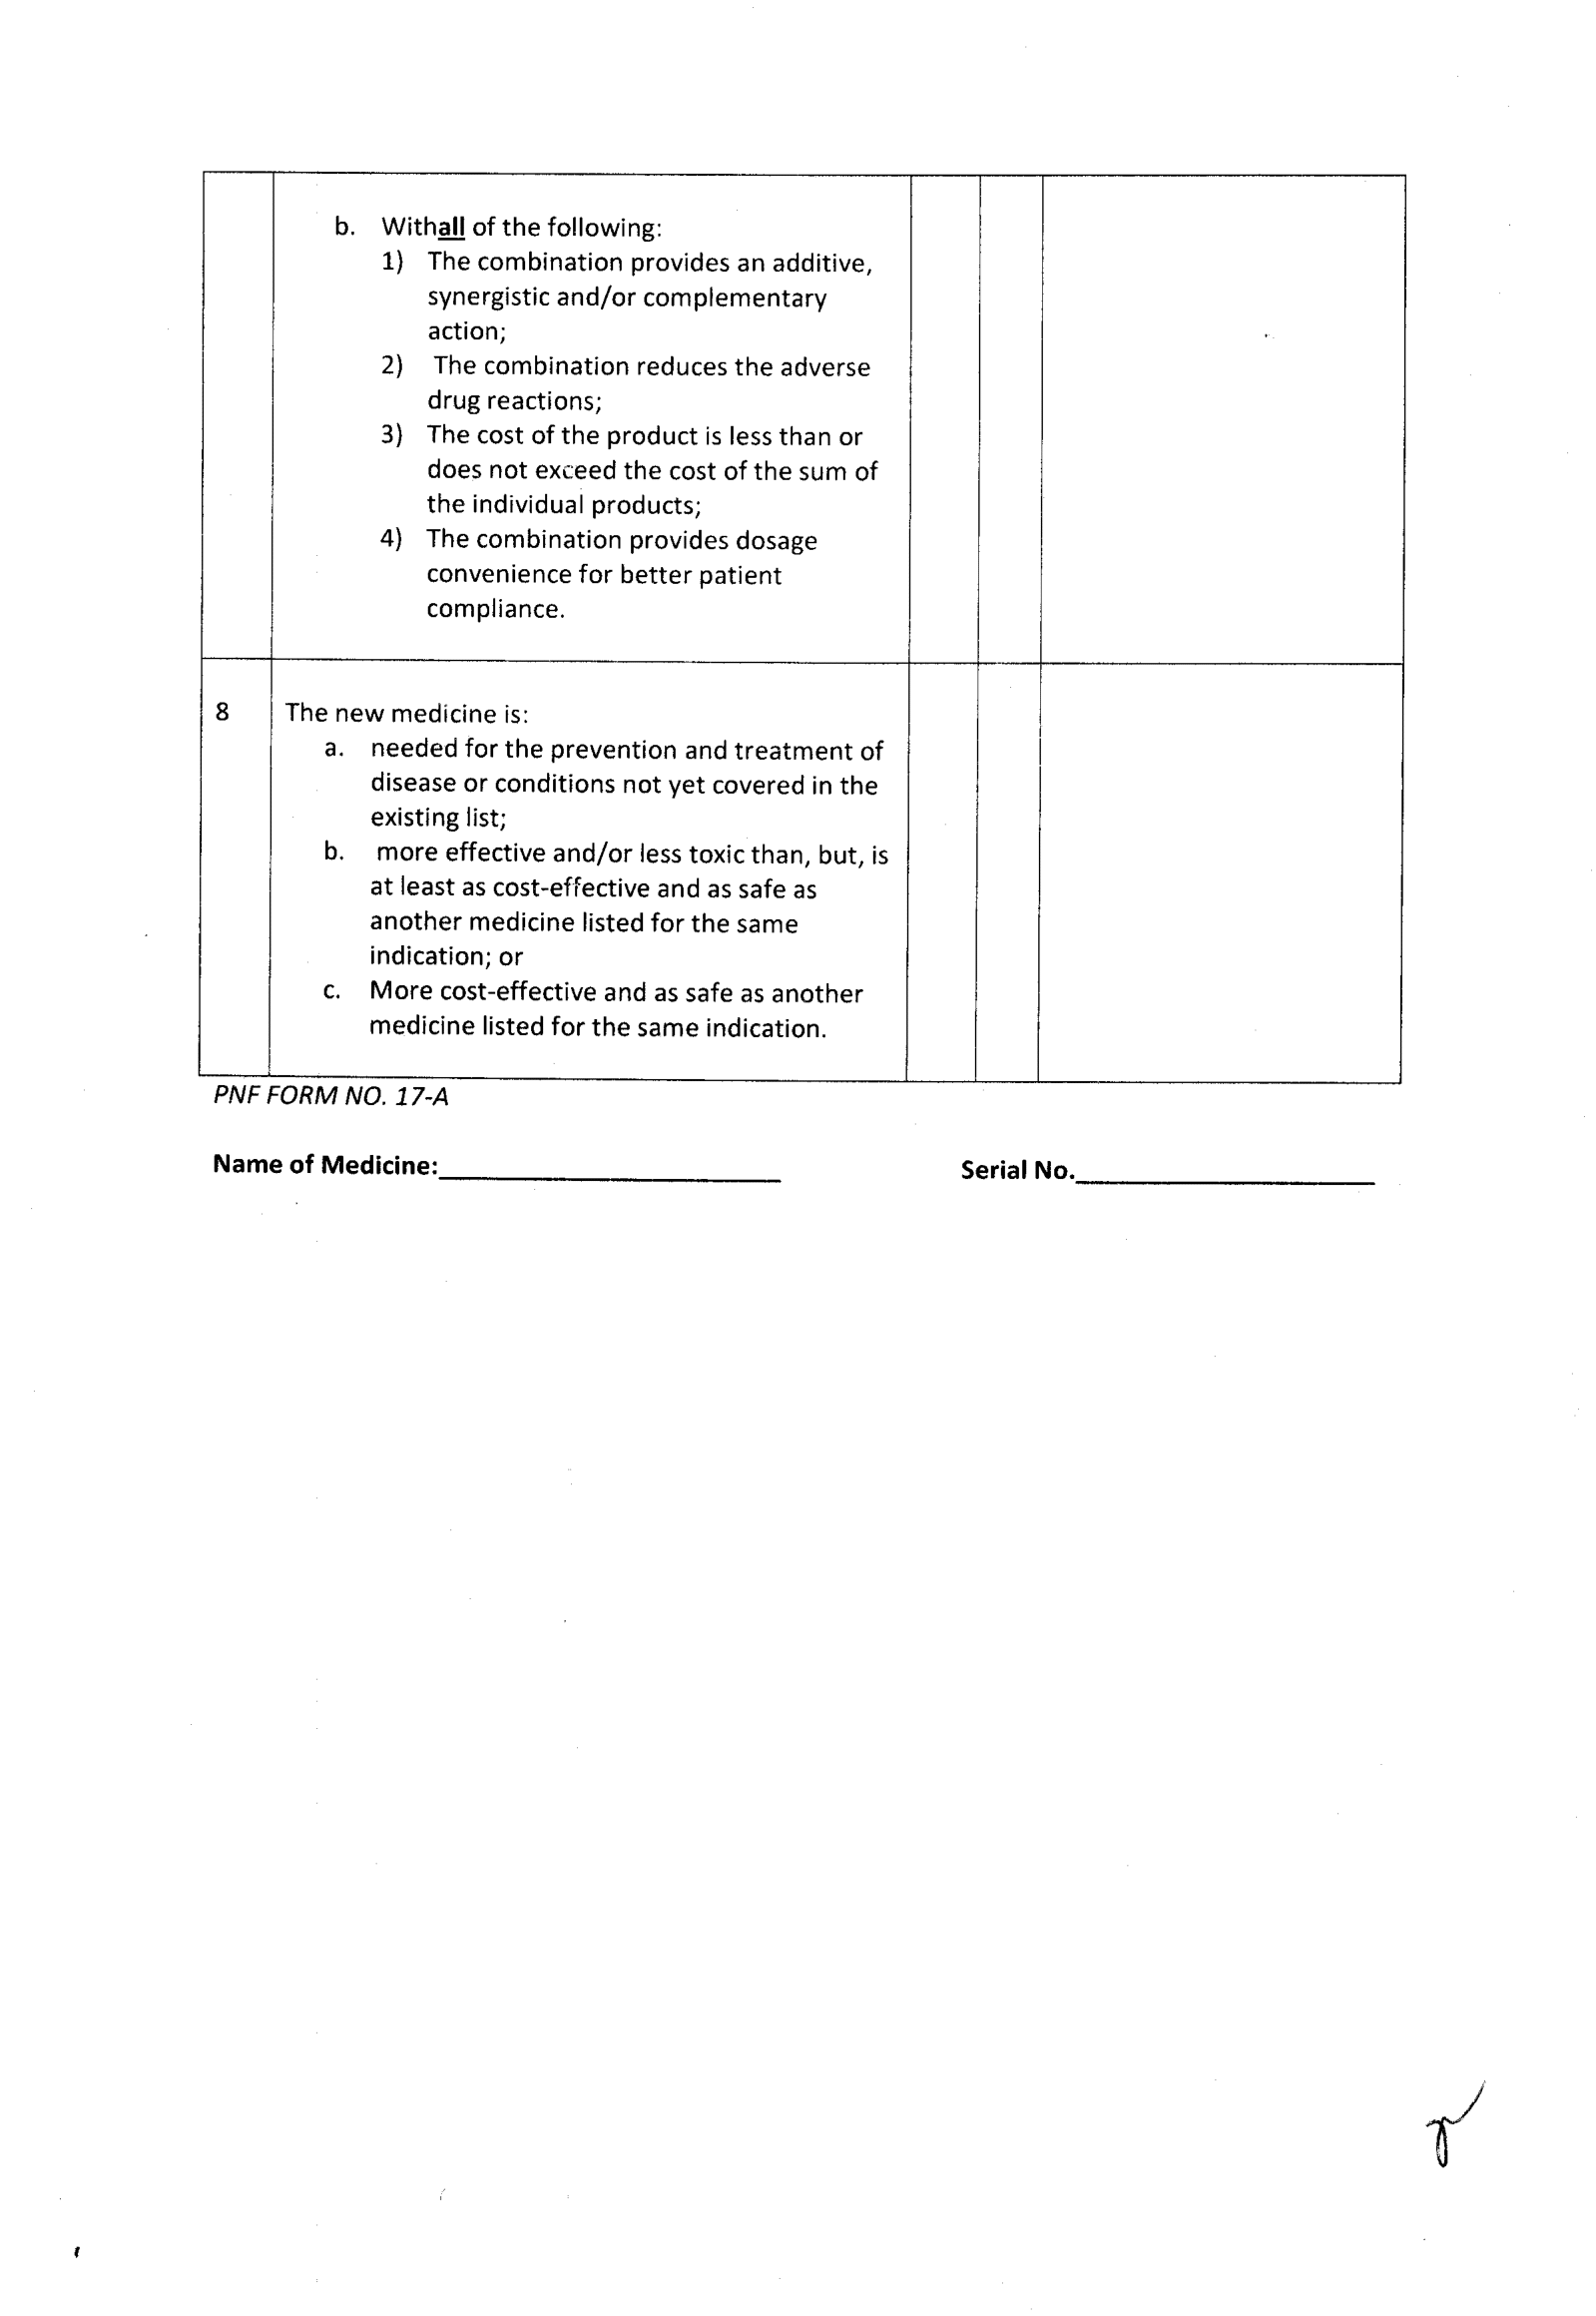 b. Withall of the following:
1) The combination provides an additive,
synergistic and/or complementary
action;
2) The combination reduces the adverse
drug reactions;
3) The cost of the product is less than or
does not exceed the cost of the sum of
the individual products;
4) The combination provides dosage
convenience for better patient
compliance.
8 The new medicine is:
a. needed for the prevention and treatment of
disease or conditions not yet covered in the
existing list;
b. more effective and/or less toxic than, but, is
at least as cost-effective and as safe as
another medicine listed for the same
indication; or
c. More cost-effective and as safe as another
medicine listed for the same indication.
PNF FORM NO. 17-A
Name of Medicine:____________________ Serial No.____________________